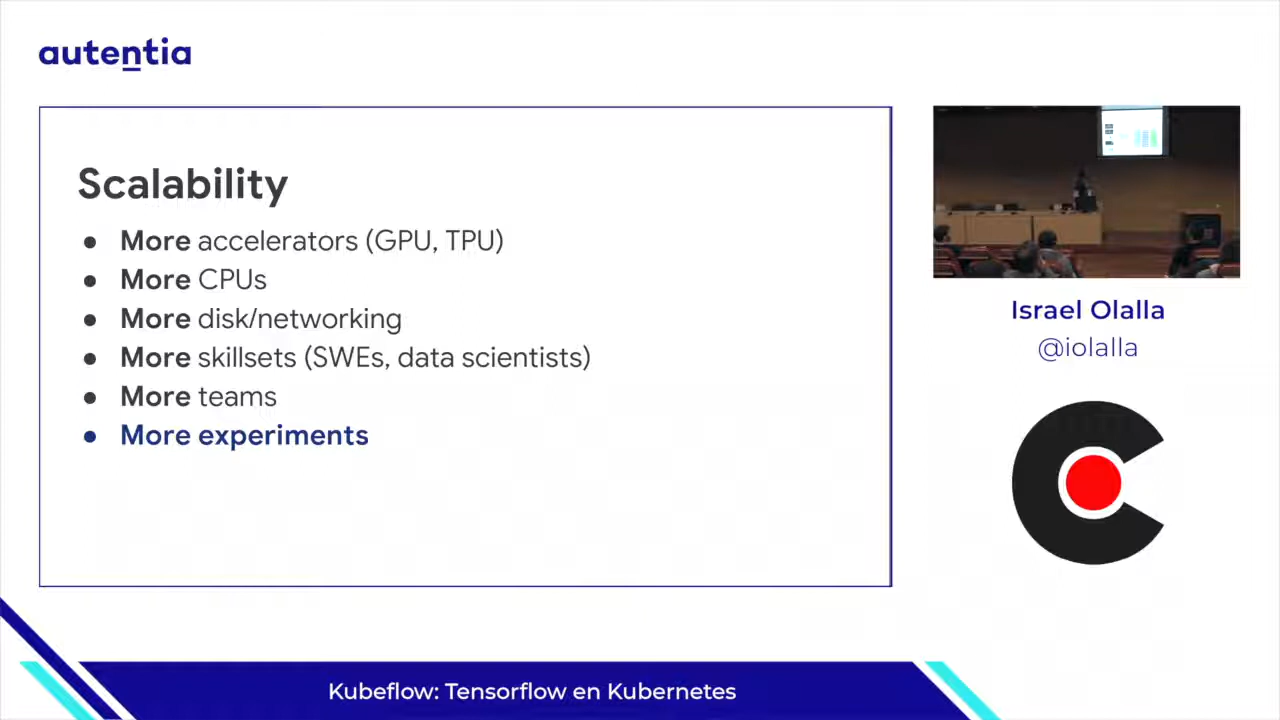 autentia
Scalability
● More accelerators (GPU, TPU)
● More CPUs
● More disk/networking
● More skillsets (SWEs, data scientists)
● More teams
● More experiments
Israel Olalla
@iolalla
Kubeflow: Tensorflow en Kubernetes